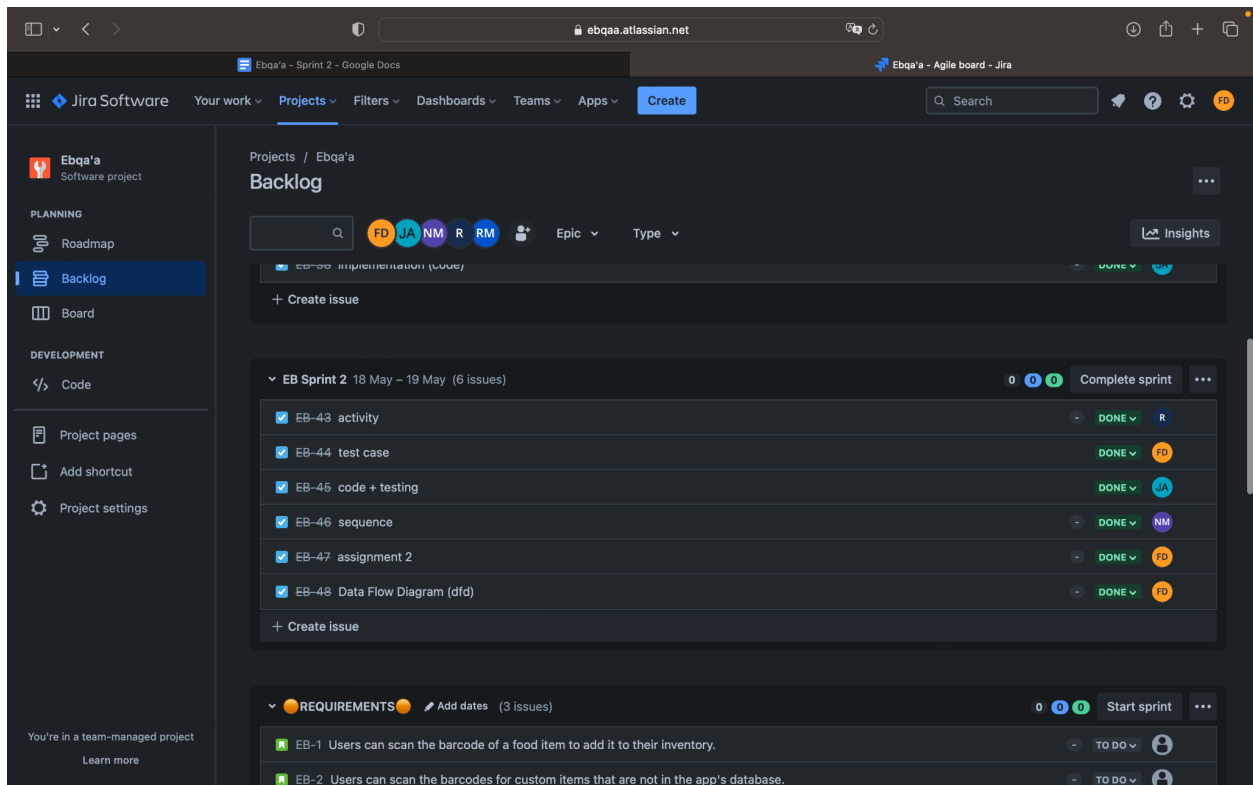 ebqaa.atlassian.net
Ebqa'a - Sprint 2 - Google Docs
Ebqa'a - Agile board - Jira
Jira Software
Your work
Projects
Filters
Dashboards
Teams
Apps
Create
Search
FD
Ebqa'a
Software project
PLANNING
Roadmap
Backlog
Board
DEVELOPMENT
Code
Project pages
Add shortcut
Project settings
You're in a team-managed project
Learn more
Projects / Ebqa'a
Backlog
FD JA NM R RM
Epic
Type
Insights
implementation (code) - DONE JA
+ Create issue
EB Sprint 2 18 May – 19 May (6 issues) 0 0 0 Complete sprint
EB-43 activity - DONE R
EB-44 test case DONE FD
EB-45 code + testing DONE JA
EB-46 sequence - DONE NM
EB-47 assignment 2 - DONE FD
EB-48 Data Flow Diagram (dfd) - DONE FD
+ Create issue
REQUIREMENTS Add dates (3 issues) 0 0 0 Start sprint
EB-1 Users can scan the barcode of a food item to add it to their inventory. - TO DO
EB-2 Users can scan the barcodes for custom items that are not in the app's database. - TO DO